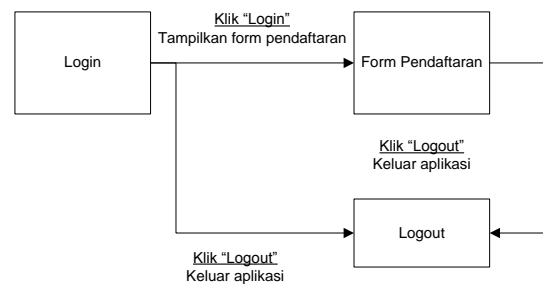 Klik “Login”
Tampilkan form pendaftaran
Login
Form Pendaftaran
Klik “Logout”
Keluar aplikasi
Logout
Klik “Logout”
Keluar aplikasi